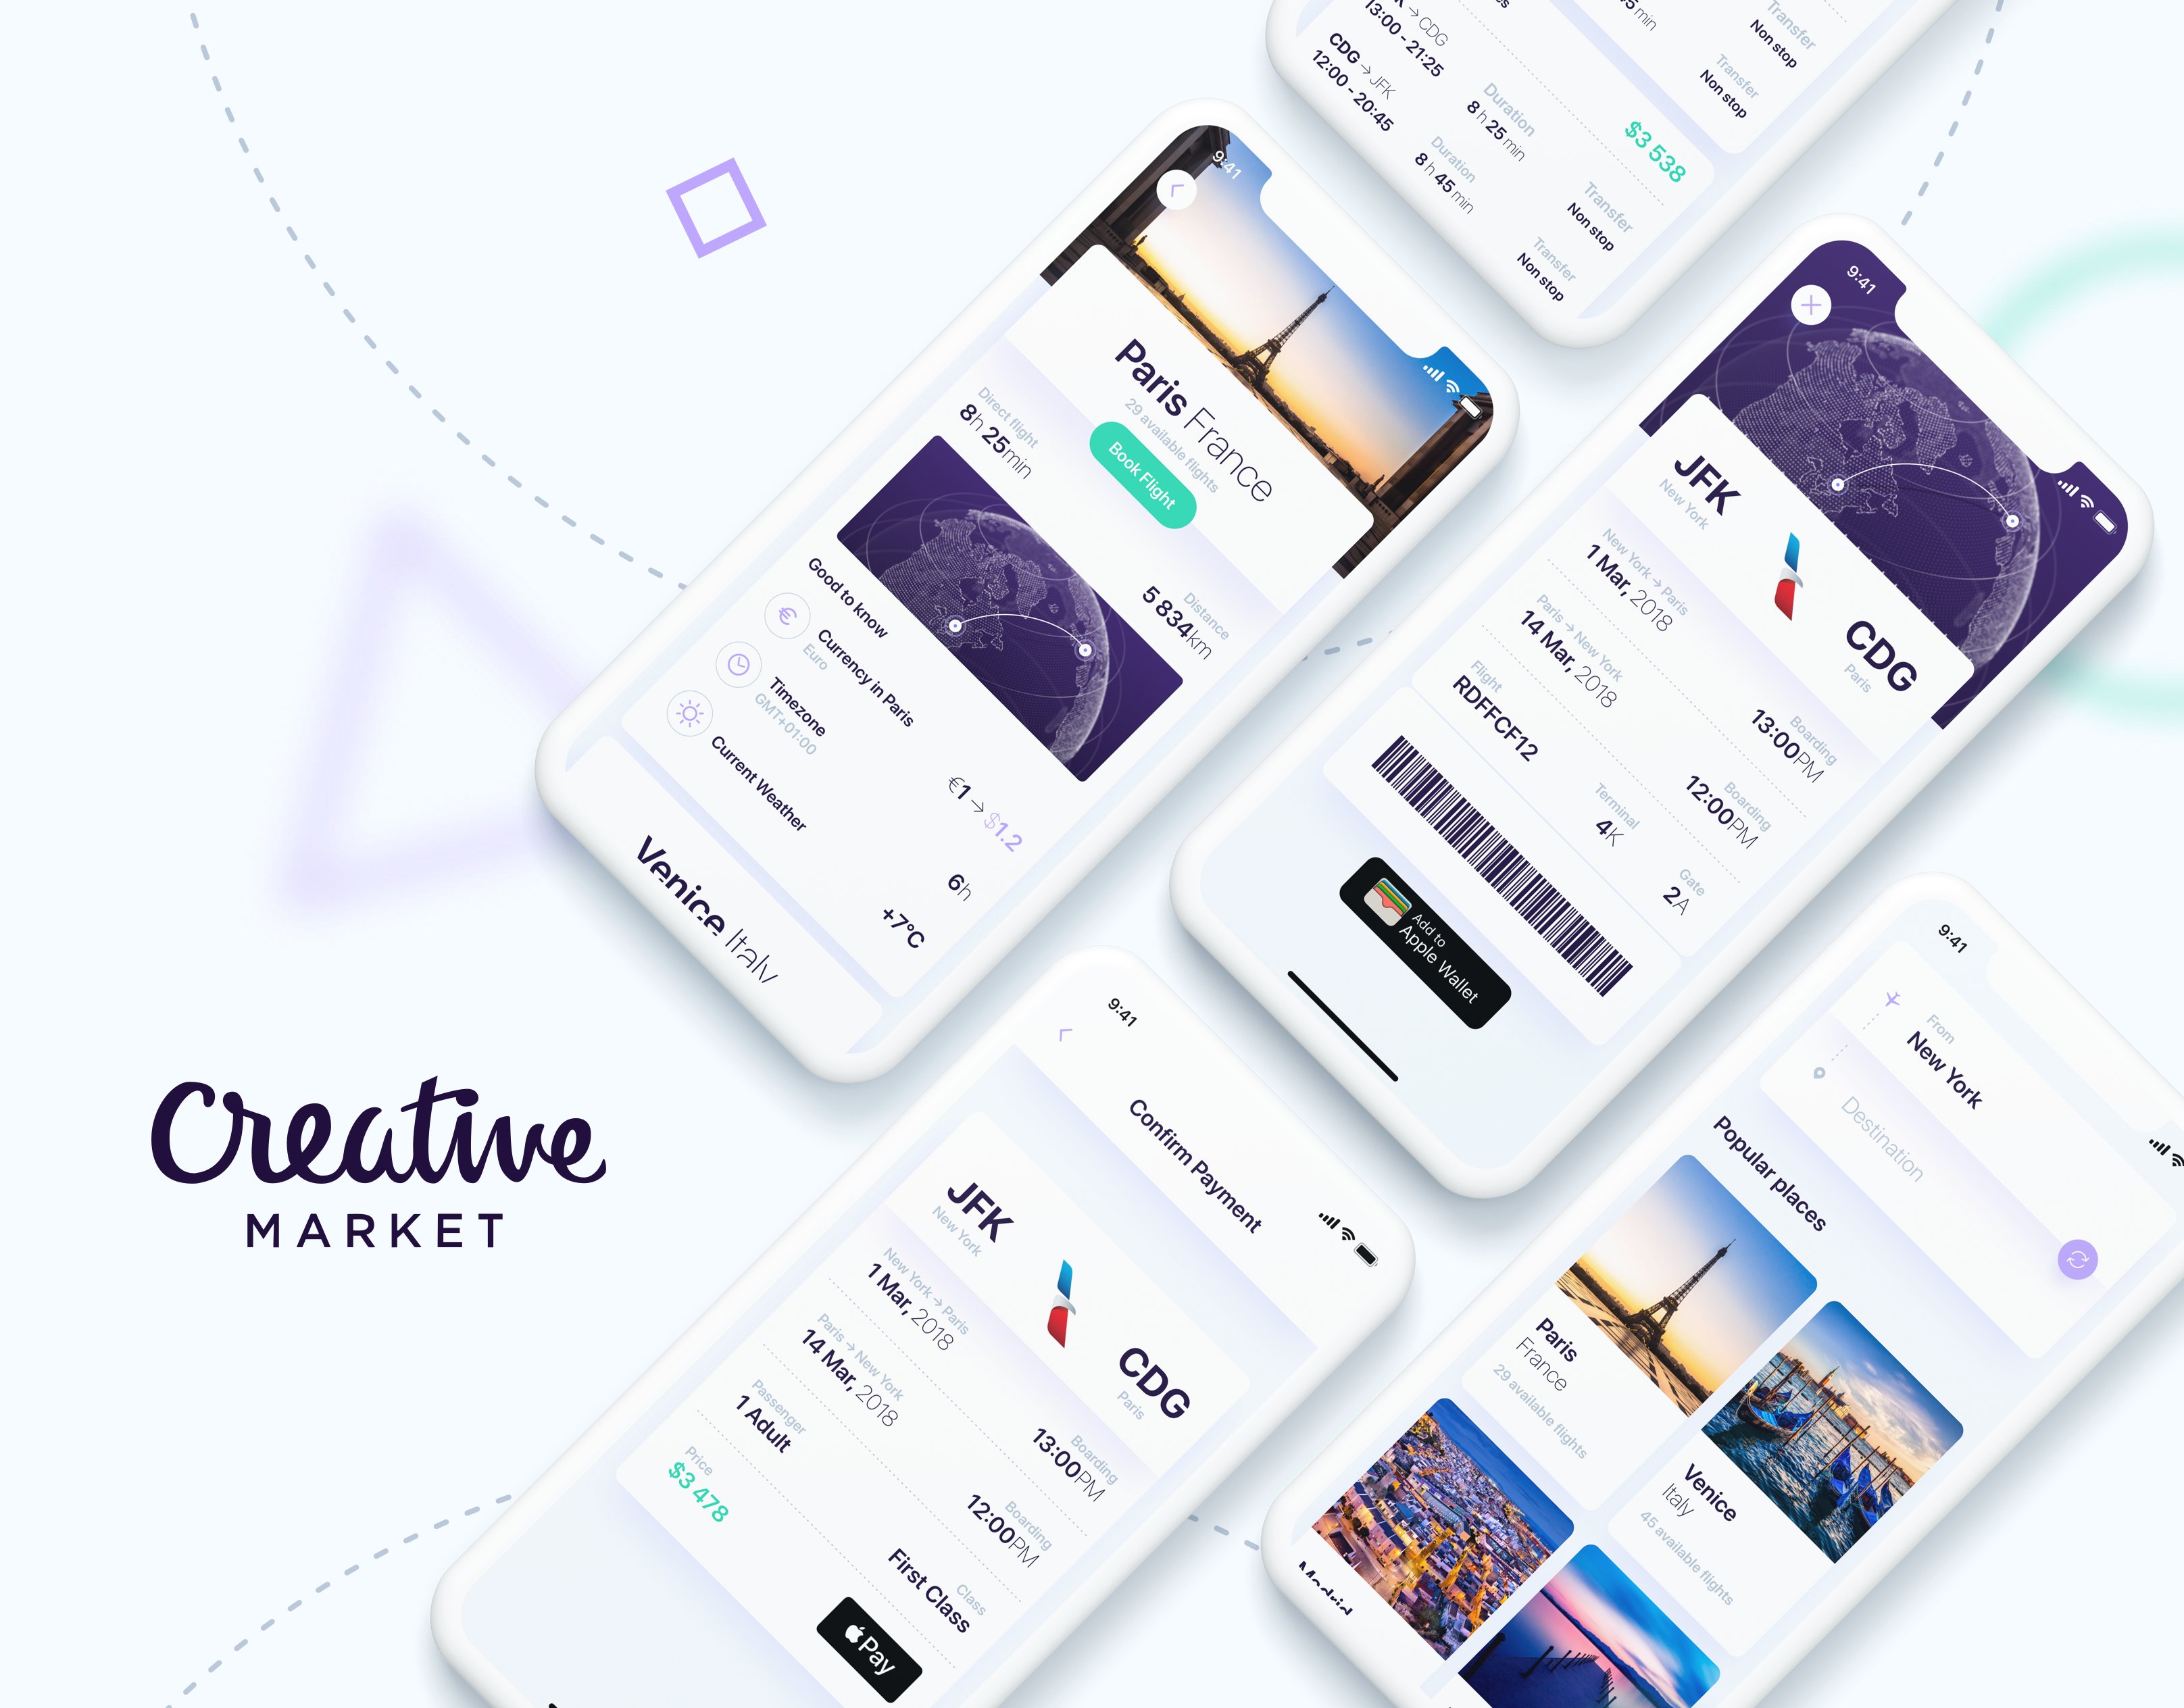 13:00 - 21:25
CDG → JFK
12:00 - 20:45
→ CDG
Duration
8h 25min
Duration
8h 45min
min
$3 538
Transfer
Non stop
Transfer
Non stop
Transfer
Non stop
Transfer
Non stop
9:41
Paris France
29 available flights
Book Flight
Direct flight
8h 25min
Distance
5 834km
Good to know
Currency in Paris
Euro
€1 → $1.2
Timezone
GMT+01:00
6h
Current Weather
+7°C
Venice Italy
9:41
JFK
New York
CDG
Paris
New York → Paris
1 Mar, 2018
Boarding
13:00PM
Paris → New York
14 Mar, 2018
Boarding
12:00PM
Flight
RDFFCF12
Terminal
4K
Gate
2A
Add to
Apple Wallet
Creative
MARKET
9:41
Confirm Payment
JFK
New York
CDG
Paris
New York → Paris
1 Mar, 2018
Boarding
13:00PM
Paris → New York
14 Mar, 2018
Boarding
12:00PM
Passenger
1 Adult
Class
First Class
Price
$3 478
Pay
9:41
From
New York
Destination
Popular places
Paris
France
29 available flights
Venice
Italy
45 available flights
Madrid